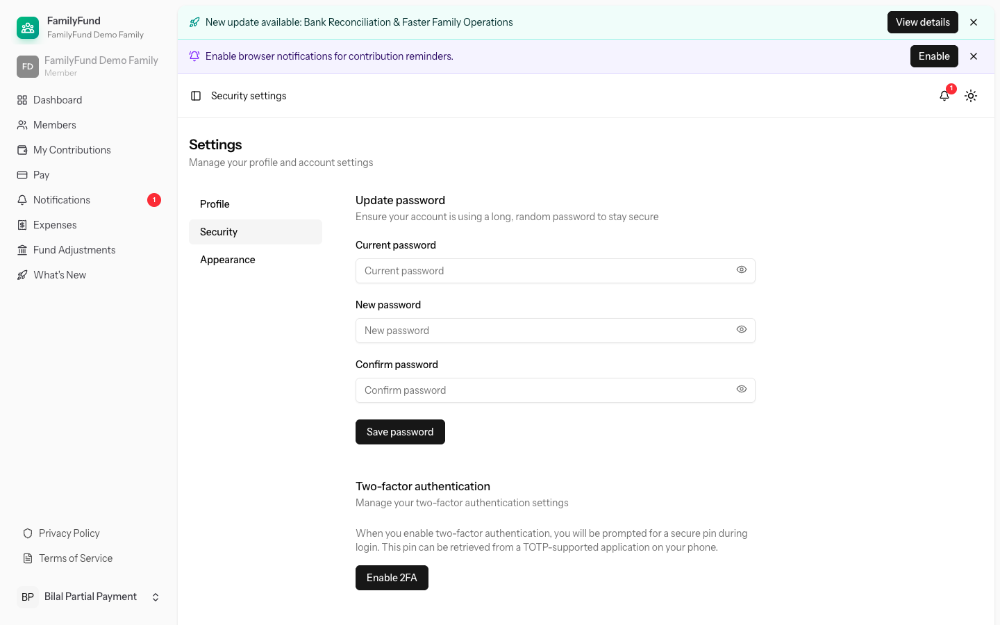 FamilyFund
FamilyFund Demo Family
FD
FamilyFund Demo Family
Member
Dashboard
Members
My Contributions
Pay
Notifications
1
Expenses
Fund Adjustments
What's New
Privacy Policy
Terms of Service
BP
Bilal Partial Payment
New update available: Bank Reconciliation & Faster Family Operations
View details
Enable browser notifications for contribution reminders.
Enable
Security settings
1
Settings
Manage your profile and account settings
Profile
Security
Appearance
Update password
Ensure your account is using a long, random password to stay secure
Current password
Current password
New password
New password
Confirm password
Confirm password
Save password
Two-factor authentication
Manage your two-factor authentication settings
When you enable two-factor authentication, you will be prompted for a secure pin during
login. This pin can be retrieved from a TOTP-supported application on your phone.
Enable 2FA